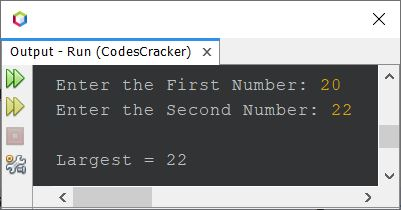 Output - Run (CodesCracker)
Enter the First Number: 20
Enter the Second Number: 22
Largest = 22